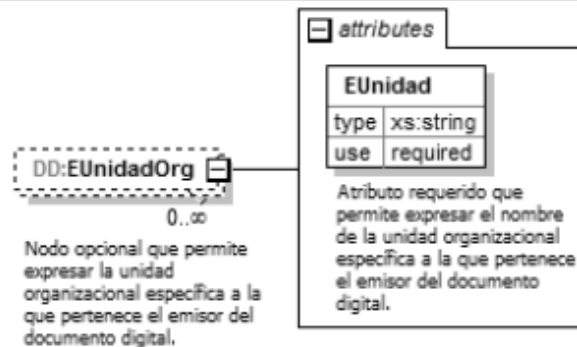 attributes
EUnidad
type xs:string
use required
DD:EUnidadOrg
0..∞
Atributo requerido que
permite expresar el nombre
de la unidad organizacional
específica a la que pertenece
el emisor del documento
digital.
Nodo opcional que permite
expresar la unidad
organizacional específica a la
que pertenece el emisor del
documento digital.